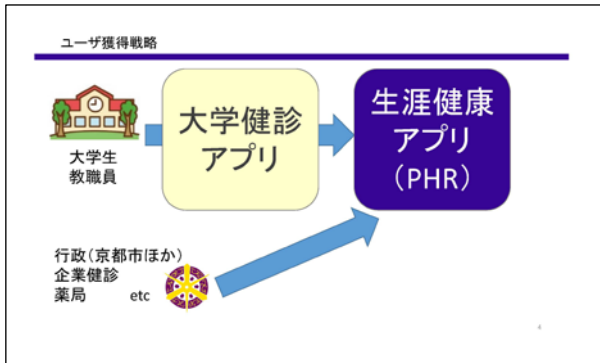 ユーザ獲得戦略
大学生
教職員
大学健診
アプリ
生涯健康
アプリ
（PHR）
行政（京都市ほか）
企業健診
薬局 etc
4